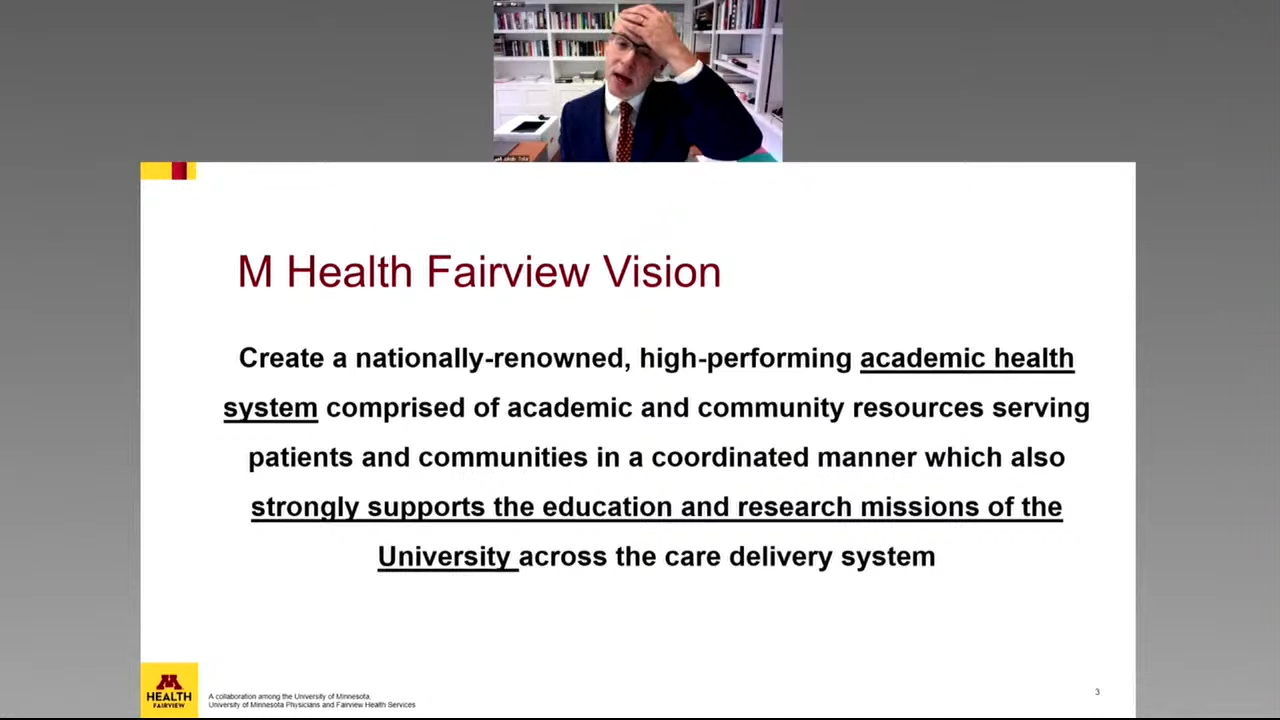 M Health Fairview Vision
Create a nationally-renowned, high-performing academic health
system comprised of academic and community resources serving
patients and communities in a coordinated manner which also
strongly supports the education and research missions of the
University across the care delivery system
M
HEALTH
FAIRVIEW
A collaboration among the University of Minnesota,
University of Minnesota Physicians and Fairview Health Services
3